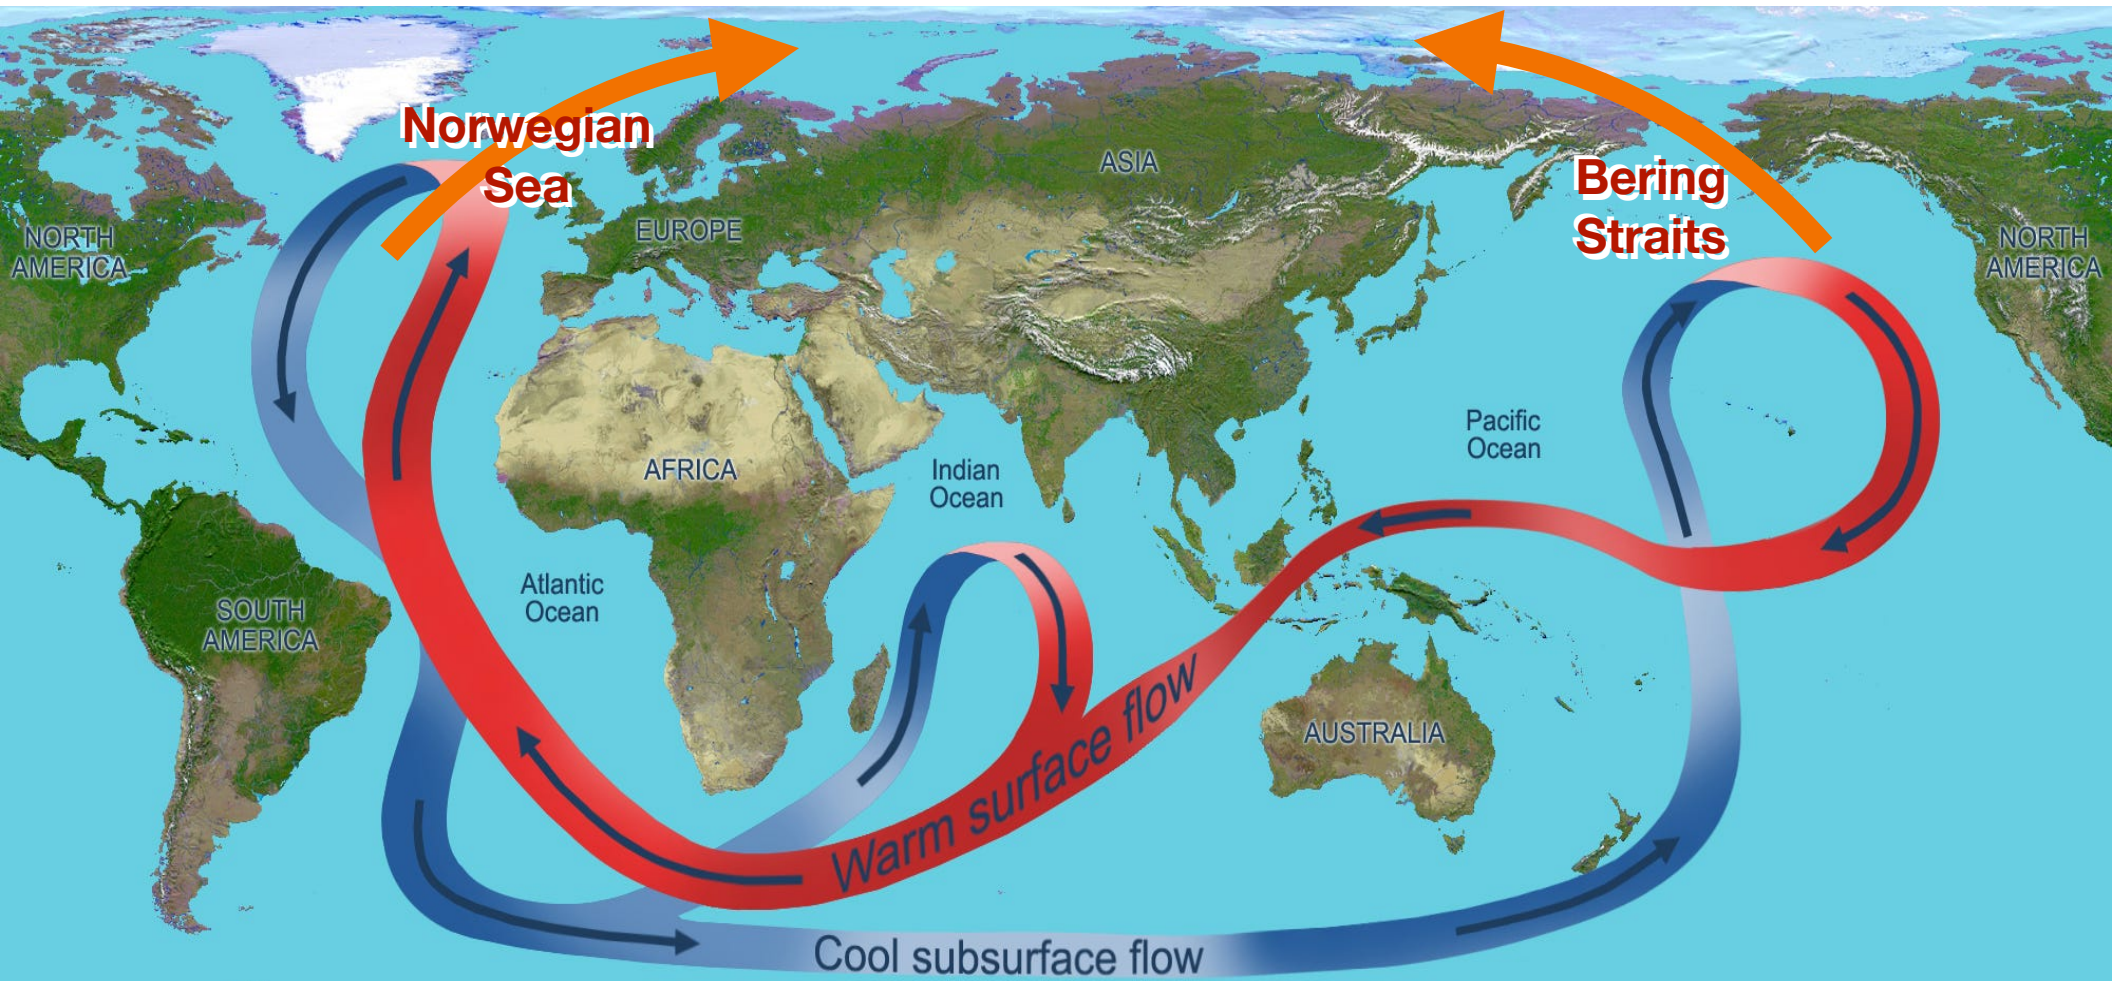 Norwegian
Sea
Bering
Straits
ASIA
EUROPE
NORTH
AMERICA
NORTH
AMERICA
Pacific
Ocean
AFRICA
Indian
Ocean
Atlantic
Ocean
SOUTH
AMERICA
AUSTRALIA
Warm surface flow
Cool subsurface flow